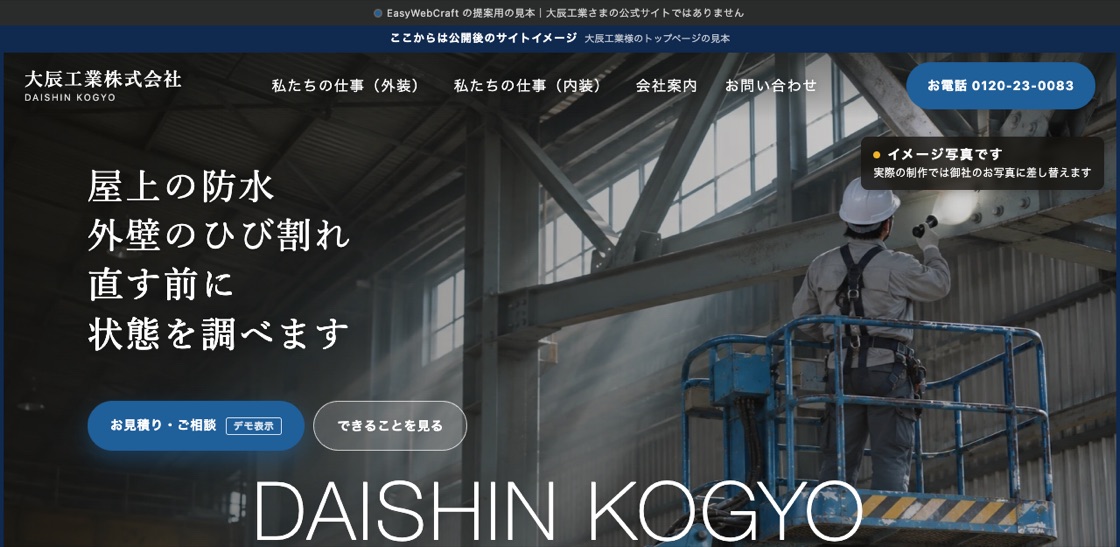 EasyWebCraft の提案用の見本｜大辰工業さまの公式サイトではありません
ここからは公開後のサイトイメージ 大辰工業様のトップページの見本
大辰工業株式会社
DAISHIN KOGYO
私たちの仕事（外装）
私たちの仕事（内装）
会社案内
お問い合わせ
お電話 0120-23-0083
イメージ写真です
実際の制作では御社のお写真に差し替えます
屋上の防水
外壁のひび割れ
直す前に
状態を調べます
お見積り・ご相談 デモ表示
できることを見る
DAISHIN KOGYO